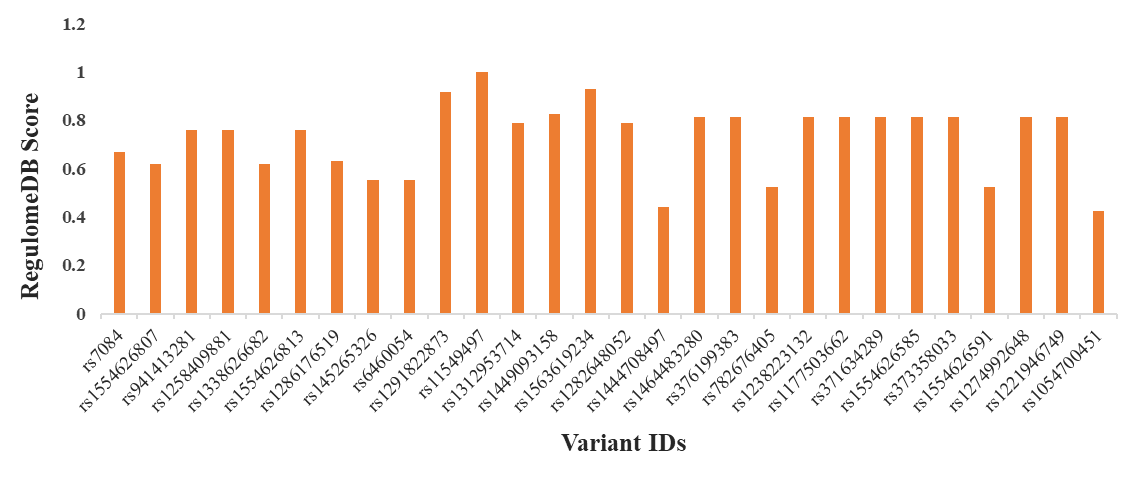 1.2
1
0.8
0.6
0.4
0.2
0
RegulomeDB Score
rs7084
rs1554626807
rs941413281
rs1258409881
rs1338626682
rs1554626813
rs1286176519
rs114265326
rs6460054
rs1291822873
rs11549497
rs1312953714
rs1449093158
rs1563619234
rs1282648052
rs1444708497
rs1464483280
rs376199383
rs782676405
rs1238223132
rs1177503662
rs371634289
rs1554626585
rs373358033
rs1554626591
rs1274992648
rs1221946749
rs1054700451
Variant IDs